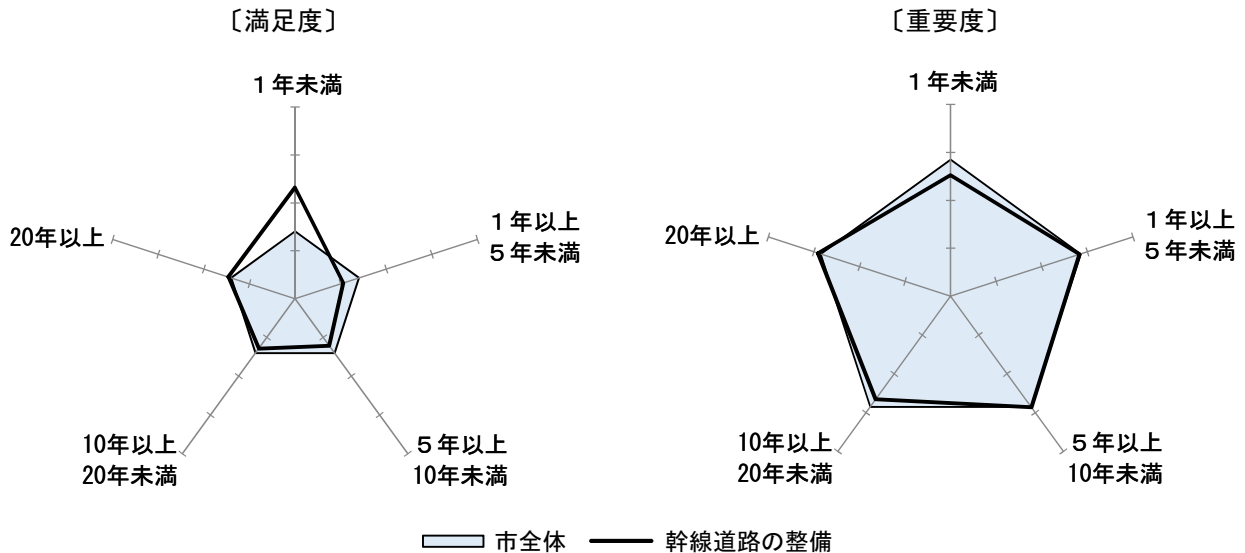 〔満足度〕
１年未満
１年以上
５年未満
５年以上
10年未満
10年以上
20年未満
20年以上
〔重要度〕
１年未満
１年以上
５年未満
５年以上
10年未満
10年以上
20年未満
20年以上
市全体
幹線道路の整備